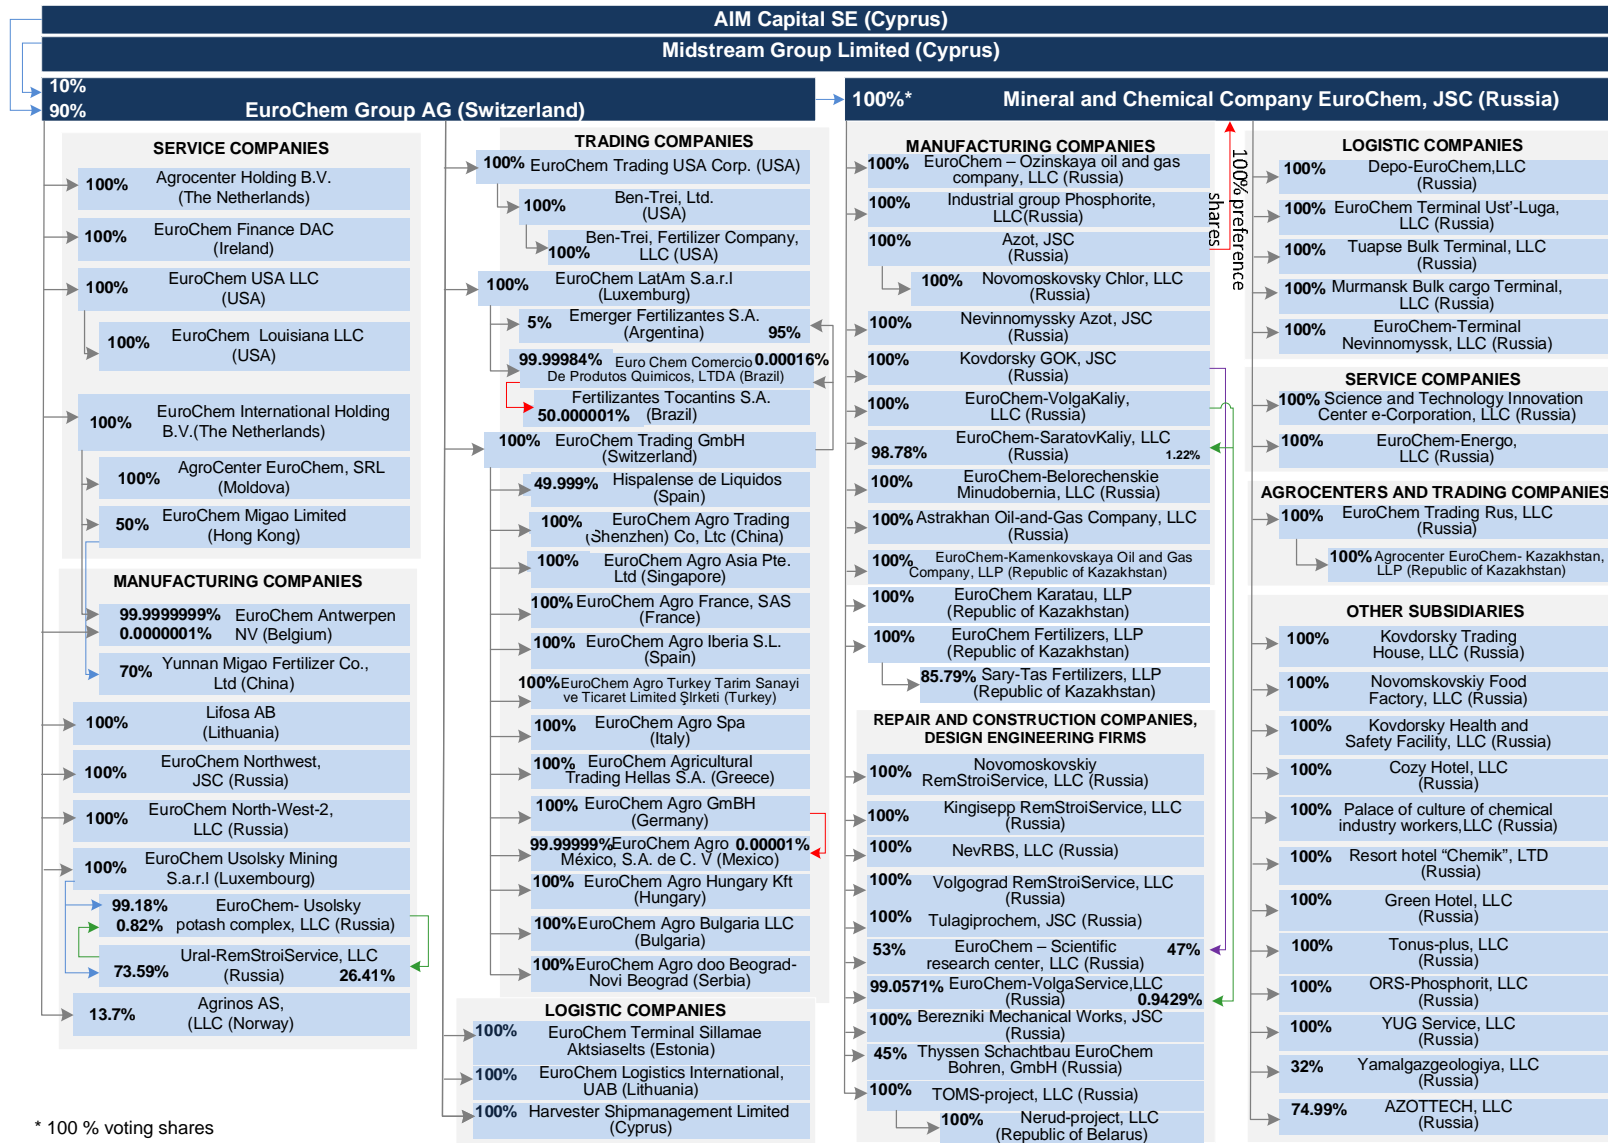 AIM Capital SE (Cyprus)
Midstream Group Limited (Cyprus)
10%
90%
EuroChem Group AG (Switzerland)
100%*
Mineral and Chemical Company EuroChem, JSC (Russia)
SERVICE COMPANIES
100% Agrocenter Holding B.V.
(The Netherlands)
100% EuroChem Finance DAC
(Ireland)
100% EuroChem USA LLC
(USA)
100% EuroChem Louisiana LLC
(USA)
100% EuroChem International Holding
B.V.(The Netherlands)
100% AgroCenter EuroChem, SRL
(Moldova)
50% EuroChem Migao Limited
(Hong Kong)
MANUFACTURING COMPANIES
99.9999999% EuroChem Antwerpen
0.0000001% NV (Belgium)
70% Yunnan Migao Fertilizer Co.,
Ltd (China)
100% Lifosa AB
(Lithuania)
100% EuroChem Northwest,
JSC (Russia)
100% EuroChem North-West-2,
LLC (Russia)
100% EuroChem Usolsky Mining
S.a.r.l (Luxembourg)
99.18% EuroChem- Usolsky
0.82% potash complex, LLC (Russia)
Ural-RemStroiService, LLC
73.59% (Russia) 26.41%
13.7% Agrinos AS,
(LLC (Norway)
* 100 % voting shares
TRADING COMPANIES
100% EuroChem Trading USA Corp. (USA)
100% Ben-Trei, Ltd.
(USA)
Ben-Trei, Fertilizer Company,
100% LLC (USA)
100% EuroChem LatAm S.a.r.l
(Luxemburg)
5% Emerger Fertilizantes S.A.
(Argentina) 95%
99.99984% Euro Chem Comercio 0.00016%
De Produtos Quimicos, LTDA (Brazil)
Fertilizantes Tocantins S.A.
50.000001% (Brazil)
100% EuroChem Trading GmbH
(Switzerland)
49.999% Hispalense de Liquidos
(Spain)
100% EuroChem Agro Trading
(Shenzhen) Co, Ltc (China)
100% EuroChem Agro Asia Pte.
Ltd (Singapore)
100% EuroChem Agro France, SAS
(France)
100% EuroChem Agro Iberia S.L.
(Spain)
100% EuroChem Agro Turkey Tarim Sanayi
ve Ticaret Limited Şlrketi (Turkey)
100% EuroChem Agro Spa
(Italy)
100% EuroChem Agricultural
Trading Hellas S.A. (Greece)
100% EuroChem Agro GmBH
(Germany)
99.99999% EuroChem Agro 0.00001%
México, S.A. de C. V (Mexico)
100% EuroChem Agro Hungary Kft
(Hungary)
100% EuroChem Agro Bulgaria LLC
(Bulgaria)
100% EuroChem Agro doo Beograd-
Novi Beograd (Serbia)
LOGISTIC COMPANIES
100% EuroChem Terminal Sillamae
Aktsiaselts (Estonia)
100% EuroChem Logistics International,
UAB (Lithuania)
100% Harvester Shipmanagement Limited
(Cyprus)
MANUFACTURING COMPANIES
100% EuroChem – Ozinskaya oil and gas
company, LLC (Russia)
100% Industrial group Phosphorite,
LLC(Russia)
100% Azot, JSC
(Russia)
100% Novomoskovsky Chlor, LLC
(Russia)
100% preference
shares
100% Nevinnomyssky Azot, JSC
(Russia)
100% Kovdorsky GOK, JSC
(Russia)
100% EuroChem-VolgaKaliy,
LLC (Russia)
EuroChem-SaratovKaliy, LLC
98.78% (Russia) 1.22%
100% EuroChem-Belorechenskie
Minudobernia, LLC (Russia)
100% Astrakhan Oil-and-Gas Company, LLC
(Russia)
100% EuroChem-Kamenkovskaya Oil and Gas
Company, LLP (Republic of Kazakhstan)
100% EuroChem Karatau, LLP
(Republic of Kazakhstan)
100% EuroChem Fertilizers, LLP
(Republic of Kazakhstan)
85.79% Sary-Tas Fertilizers, LLP
(Republic of Kazakhstan)
REPAIR AND CONSTRUCTION COMPANIES,
DESIGN ENGINEERING FIRMS
100% Novomoskovskiy
RemStroiService, LLC (Russia)
100% Kingisepp RemStroiService, LLC
(Russia)
100% NevRBS, LLC (Russia)
100% Volgograd RemStroiService, LLC
(Russia)
100% Tulagiprochem, JSC (Russia)
53% EuroChem – Scientific 47%
research center, LLC (Russia)
99.0571% EuroChem-VolgaService,LLC
(Russia) 0.9429%
100% Berezniki Mechanical Works, JSC
(Russia)
45% Thyssen Schachtbau EuroChem
Bohren, GmbH (Russia)
100% TOMS-project, LLC (Russia)
100% Nerud-project, LLC
(Republic of Belarus)
LOGISTIC COMPANIES
100% Depo-EuroChem,LLC
(Russia)
100% EuroChem Terminal Ust'-Luga,
LLC (Russia)
100% Tuapse Bulk Terminal, LLC
(Russia)
100% Murmansk Bulk cargo Terminal,
LLC (Russia)
100% EuroChem-Terminal
Nevinnomyssk, LLC (Russia)
SERVICE COMPANIES
100% Science and Technology Innovation
Center e-Corporation, LLC (Russia)
100% EuroChem-Energo,
LLC (Russia)
AGROCENTERS AND TRADING COMPANIES
100% EuroChem Trading Rus, LLC
(Russia)
100% Agrocenter EuroChem- Kazakhstan,
LLP (Republic of Kazakhstan)
OTHER SUBSIDIARIES
100% Kovdorsky Trading
House, LLC (Russia)
100% Novomskovskiy Food
Factory, LLC (Russia)
100% Kovdorsky Health and
Safety Facility, LLC (Russia)
100% Cozy Hotel, LLC
(Russia)
100% Palace of culture of chemical
industry workers,LLC (Russia)
100% Resort hotel “Chemik”, LTD
(Russia)
100% Green Hotel, LLC
(Russia)
100% Tonus-plus, LLC
(Russia)
100% ORS-Phosphorit, LLC
(Russia)
100% YUG Service, LLC
(Russia)
32% Yamalgazgeologiya, LLC
(Russia)
74.99% AZOTTECH, LLC
(Russia)